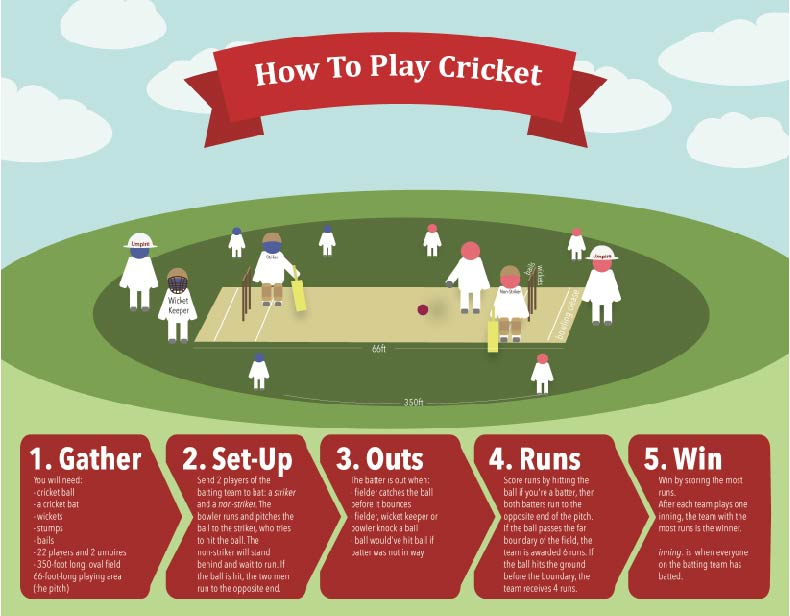 How To Play Cricket
Umpire
Striker
Umpire
Wicket
Keeper
Non-Striker
wickets
bowling crease
66ft
350ft
1. Gather
You will need:
-cricket ball
-a cricket bat
-wickets
-stumps
-bails
-22 players and 2 umpires
-350-foot long oval field
66-foot-long playing area
(the pitch)
2. Set-Up
Send 2 players of the
batting team to bat: a sriker
and a nor-striker. The
bowler runs and pitches the
ball to the striker, who tries
to hit the ball. The
non-striker will stand
behind and wait to run. If
the ball is hit, the two men
run to the opposite end.
3. Outs
The batter is out when:
fielder catches the ball
before it bounces
fielder, wicket keeper or
bowler knock a ball
ball would've hit ball if
batter was not in way
4. Runs
Score runs by hitting the
ball if you're a batter, ther
both batters run to the
opposite end of the pitch.
If the ball passes the far
boundary of the field, the
team is awarded 6 runs. If
the ball hits the ground
before the boundary, the
team receives 4 runs.
5. Win
Win by scoring the most
runs.
After each team plays one
inning, the team with the
most runs is the winner.
inning: is when everyone
on the batting team has
batted.